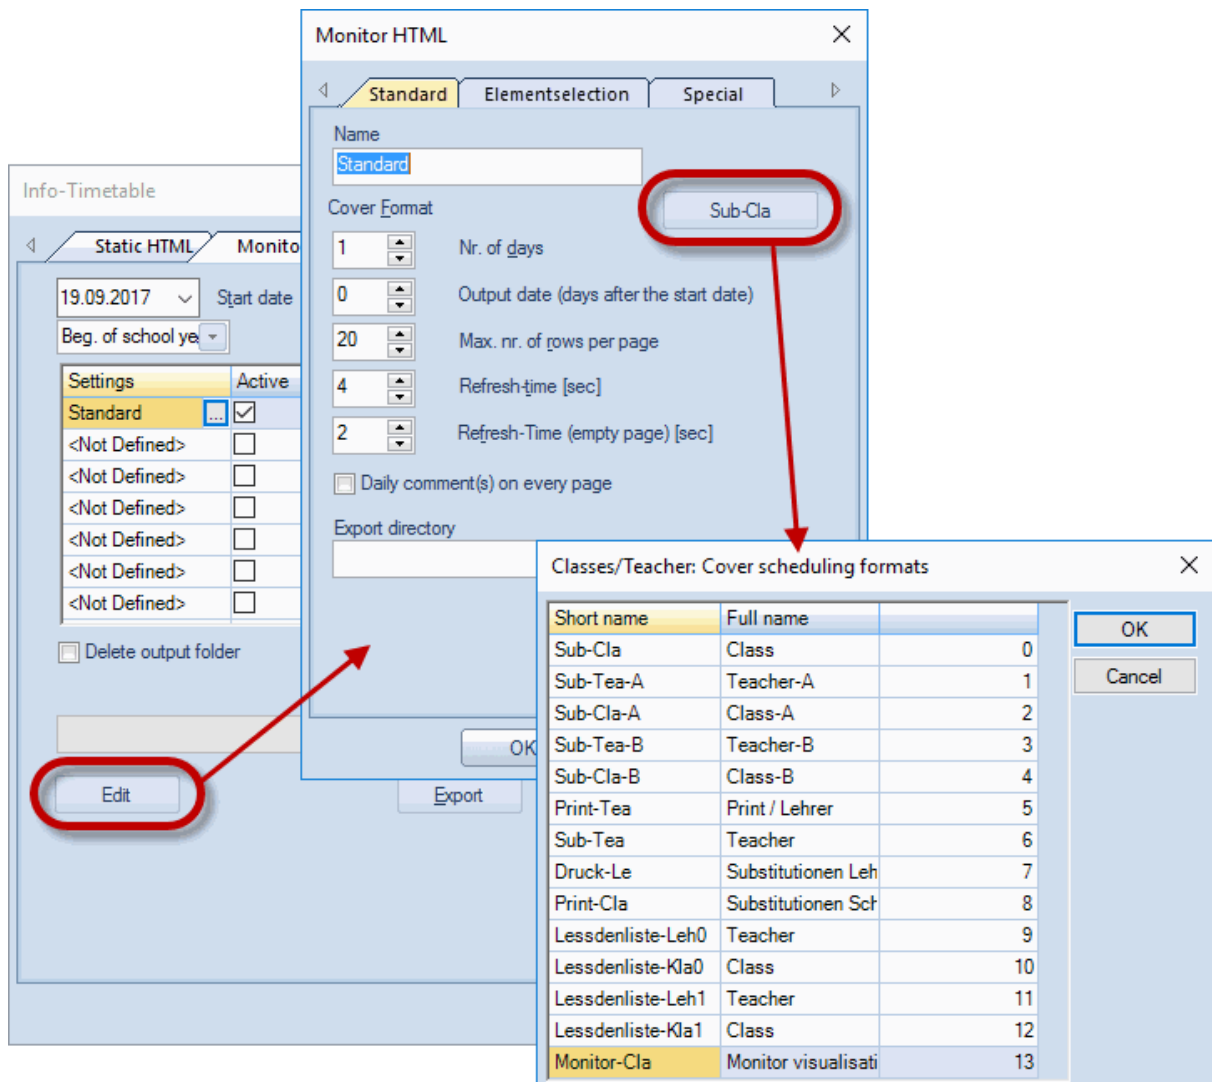 Monitor HTML
Standard Elementselection Special
Name
Standard
Sub-Cla
Cover Format
1 Nr. of days
0 Output date (days after the start date)
20 Max. nr. of rows per page
4 Refresh-time [sec]
2 Refresh-Time (empty page) [sec]
Daily comment(s) on every page
Export directory
OK
Info-Timetable
Static HTML Monito
19.09.2017 Start date
Beg. of school ye
Settings Active
Standard ...
<Not Defined>
<Not Defined>
<Not Defined>
<Not Defined>
<Not Defined>
<Not Defined>
Delete output folder
Edit
Export
Classes/Teacher: Cover scheduling formats
Short name Full name
Sub-Cla Class 0
Sub-Tea-A Teacher-A 1
Sub-Cla-A Class-A 2
Sub-Tea-B Teacher-B 3
Sub-Cla-B Class-B 4
Print-Tea Print / Lehrer 5
Sub-Tea Teacher 6
Druck-Le Substitutionen Leh 7
Print-Cla Substitutionen Sch 8
Lessdenliste-Leh0 Teacher 9
Lessdenliste-Kla0 Class 10
Lessdenliste-Leh1 Teacher 11
Lessdenliste-Kla1 Class 12
Monitor-Cla Monitor visualisati 13
OK
Cancel